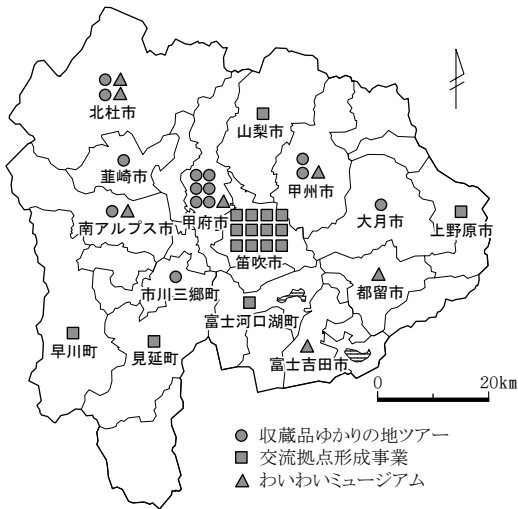 北杜市
山梨市
韮崎市
甲州市
甲府市
大月市
上野原市
南アルプス市
笛吹市
市川三郷町
都留市
富士河口湖町
早川町
見延町
富士吉田市
0
20km
収蔵品ゆかりの地ツアー
交流拠点形成事業
わいわいミュージアム